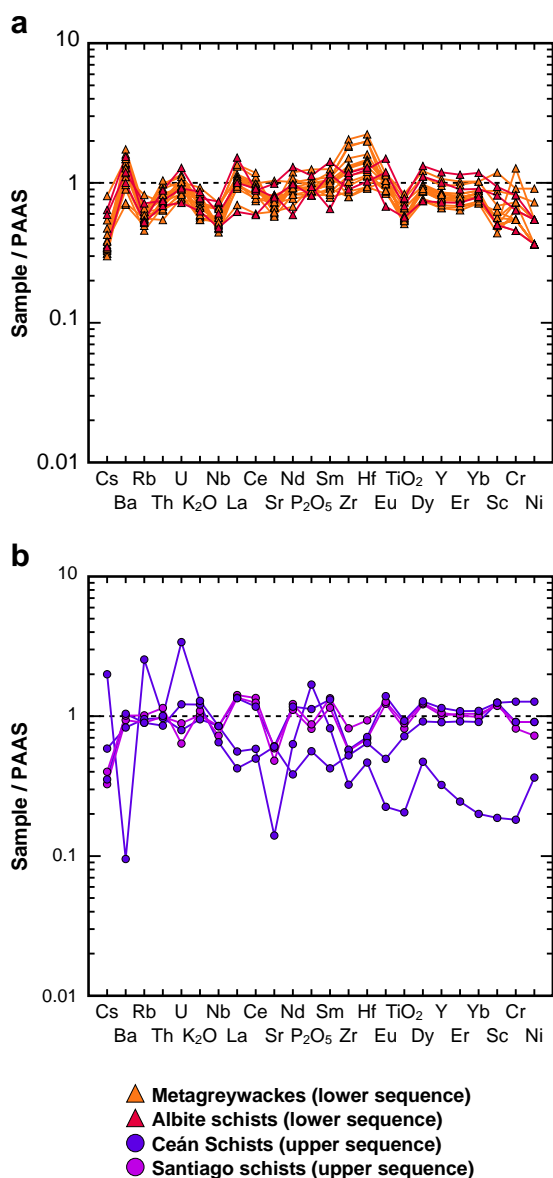 a
10
1
0.1
0.01
Sample / PAAS
Cs Rb U Nb Ce Nd Sm Hf TiO₂ Y Yb Cr
Ba Th K₂O La Sr P₂O₅ Zr Eu Dy Er Sc Ni
b
10
1
0.1
0.01
Sample / PAAS
Cs Rb U Nb Ce Nd Sm Hf TiO₂ Y Yb Cr
Ba Th K₂O La Sr P₂O₅ Zr Eu Dy Er Sc Ni
Metagreywackes (lower sequence)
Albite schists (lower sequence)
Ceán Schists (upper sequence)
Santiago schists (upper sequence)